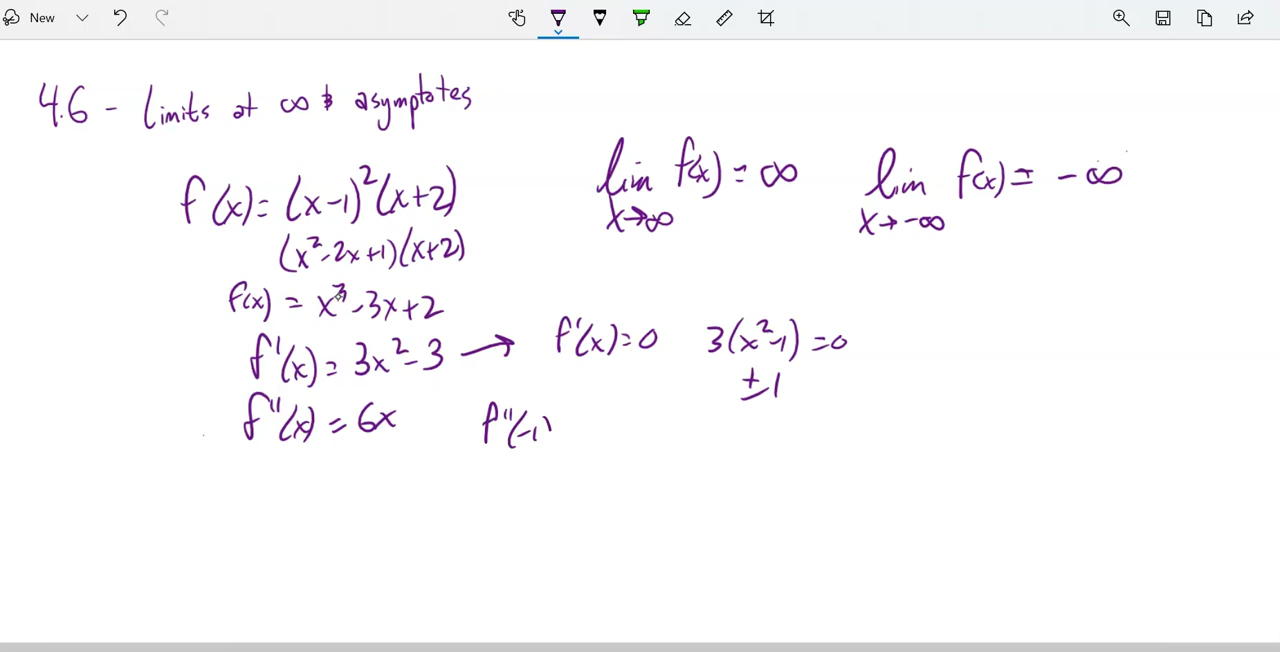 New
4.6 - Limits at ∞ & asymptotes
f(x) = (x-1)²(x+2)
lim f(x) = ∞
x→∞
lim f(x) = -∞
x→-∞
(x²-2x+1)(x+2)
f(x) = x³-3x+2
f'(x) = 3x²-3 → f'(x)=0 3(x²-1)=0
±1
f''(x) = 6x f''(-1)